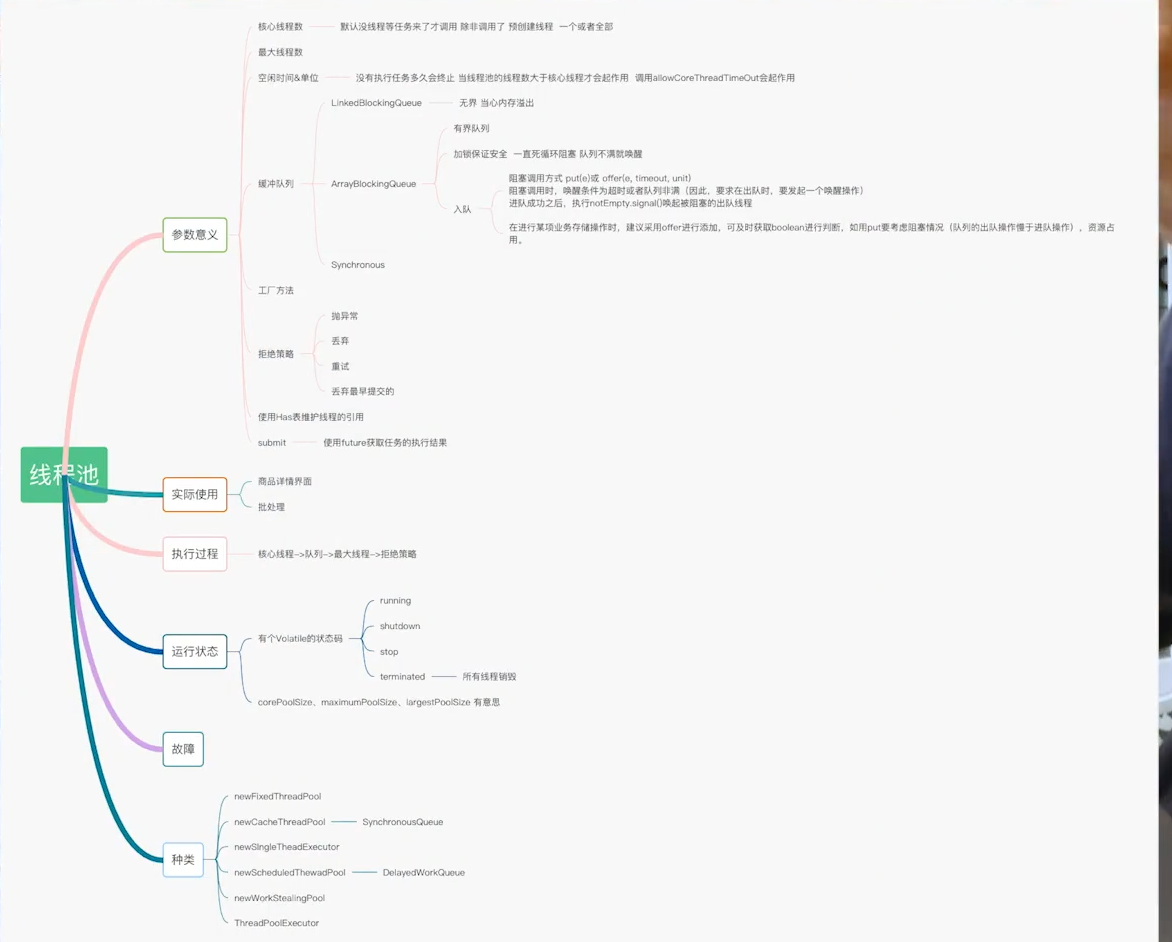 线程池
参数意义
核心线程数
默认没线程等任务来了才调用 除非调用了 预创建线程 一个或者全部
最大线程数
空闲时间&单位
没有执行任务多久会终止 当线程池的线程数大于核心线程才会起作用 调用allowCoreThreadTimeOut会起作用
缓冲队列
LinkedBlockingQueue
无界 当心内存溢出
ArrayBlockingQueue
有界队列
加锁保证安全 一直死循环阻塞 队列不满就唤醒
入队
阻塞调用方式 put(e)或 offer(e, timeout, unit)
阻塞调用时，唤醒条件为超时或者队列非满（因此，要求在出队时，要发起一个唤醒操作）
进队成功之后，执行notEmpty.signal()唤起被阻塞的出队线程
在进行某项业务存储操作时，建议采用offer进行添加，可及时获取boolean进行判断，如用put要考虑阻塞情况（队列的出队操作慢于进队操作），资源占
用。
Synchronous
工厂方法
拒绝策略
抛异常
丢弃
重试
丢弃最早提交的
使用Has表维护线程的引用
submit
使用future获取任务的执行结果
实际使用
商品详情界面
批处理
执行过程
核心线程->队列->最大线程->拒绝策略
运行状态
有个Volatile的状态码
running
shutdown
stop
terminated
所有线程销毁
corePoolSize、maximumPoolSize、largestPoolSize 有意思
故障
种类
newFixedThreadPool
newCacheThreadPool
SynchronousQueue
newSIngleTheadExecutor
newScheduledThewadPool
DelayedWorkQueue
newWorkStealingPool
ThreadPoolExecutor